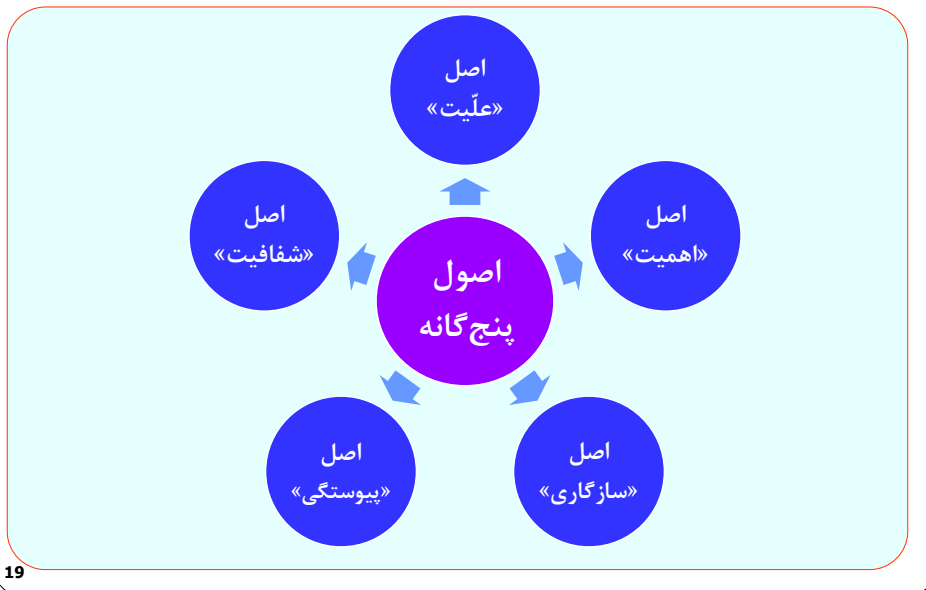 اصل
«علّیت»
اصل
«اهمیت»
اصل
«شفافیت»
اصول
پنج‌گانه
اصل
«سازگاری»
اصل
«پیوستگی»
19